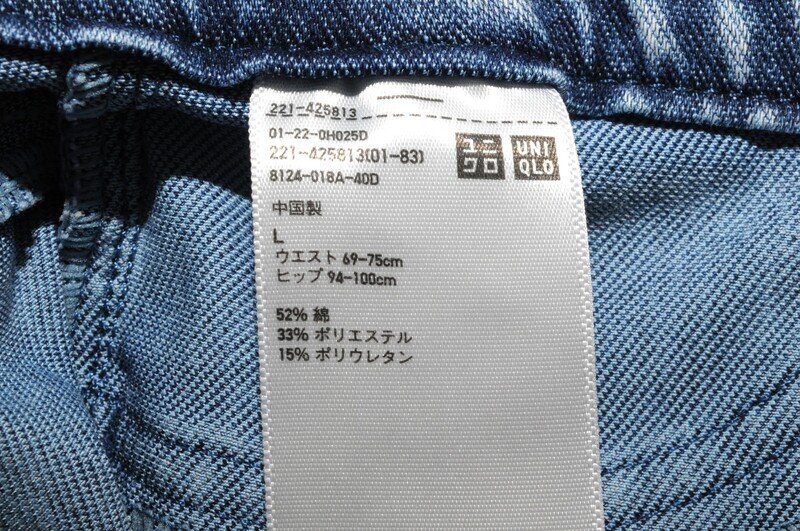 221-425813
01-22-0H025D
221-425813(01-83)
8124-018A-40D
ユニクロ
UNIQLO
中国製
L
ウエスト 69-75cm
ヒップ 94-100cm
52% 綿
33% ポリエステル
15% ポリウレタン